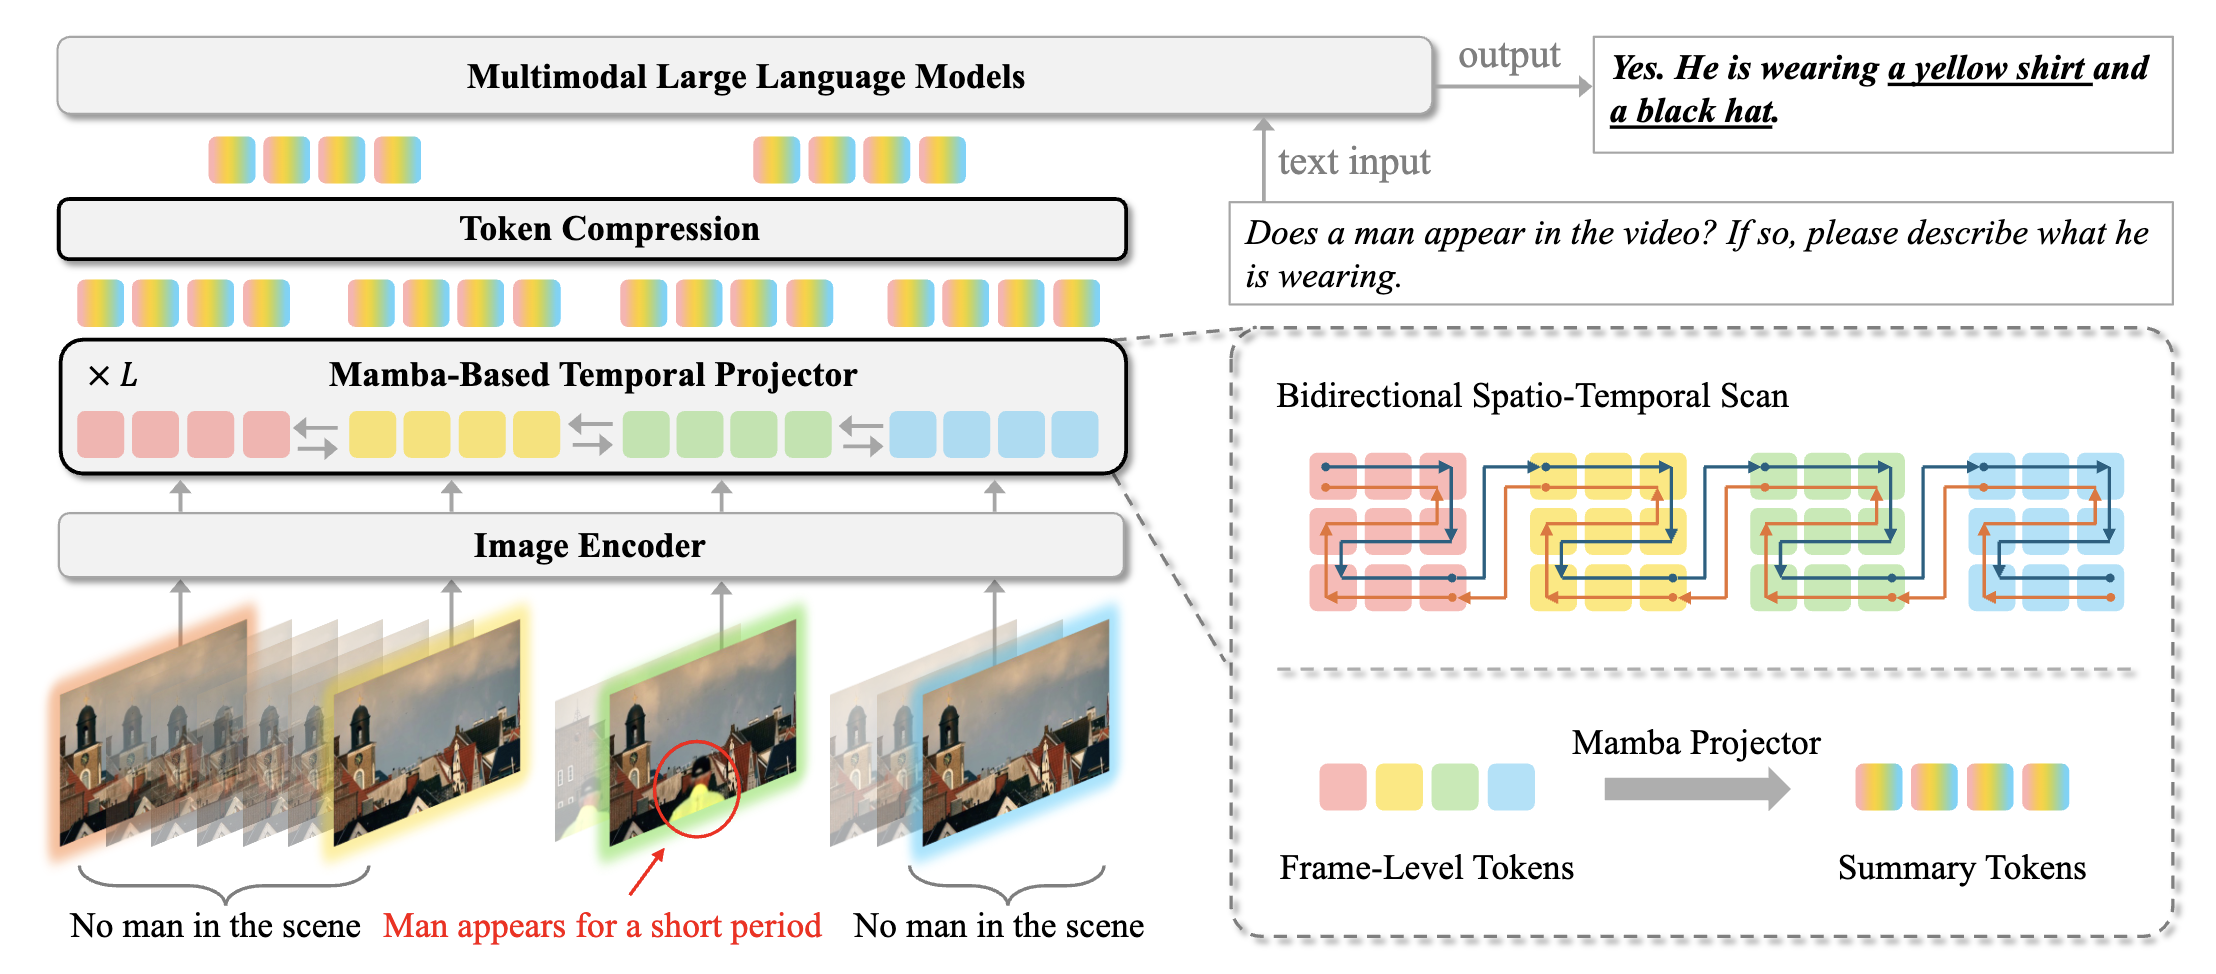 Multimodal Large Language Models
output
Yes. He is wearing a yellow shirt and
a black hat.
text input
Token Compression
Does a man appear in the video? If so, please describe what he
is wearing.
× L
Mamba-Based Temporal Projector
Bidirectional Spatio-Temporal Scan
Image Encoder
Mamba Projector
Frame-Level Tokens
Summary Tokens
No man in the scene
Man appears for a short period
No man in the scene